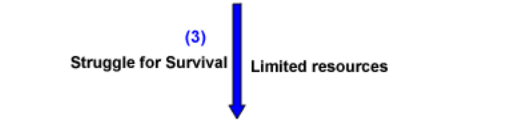 (3)
Struggle for Survival
Limited resources